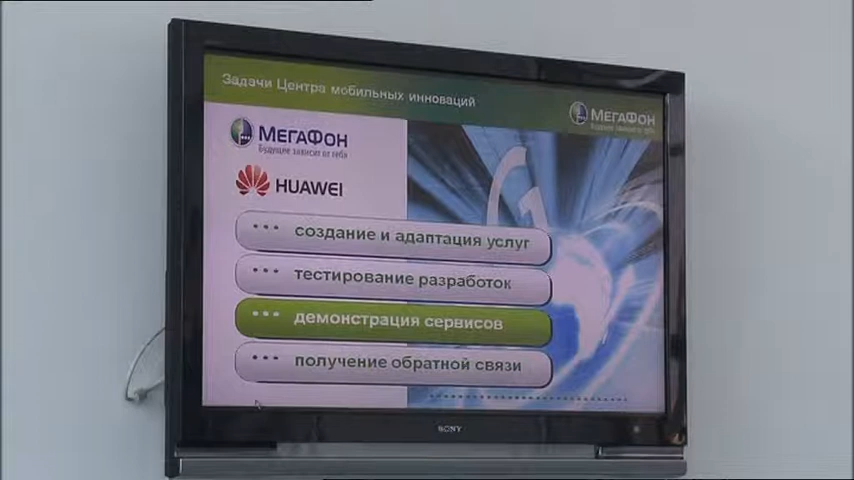 Задачи Центра мобильных инноваций
МЕГАФОН
Будущее зависит от тебя
МЕГАФОН
Будущее зависит от тебя
HUAWEI
создание и адаптация услуг
тестирование разработок
демонстрация сервисов
получение обратной связи
SONY